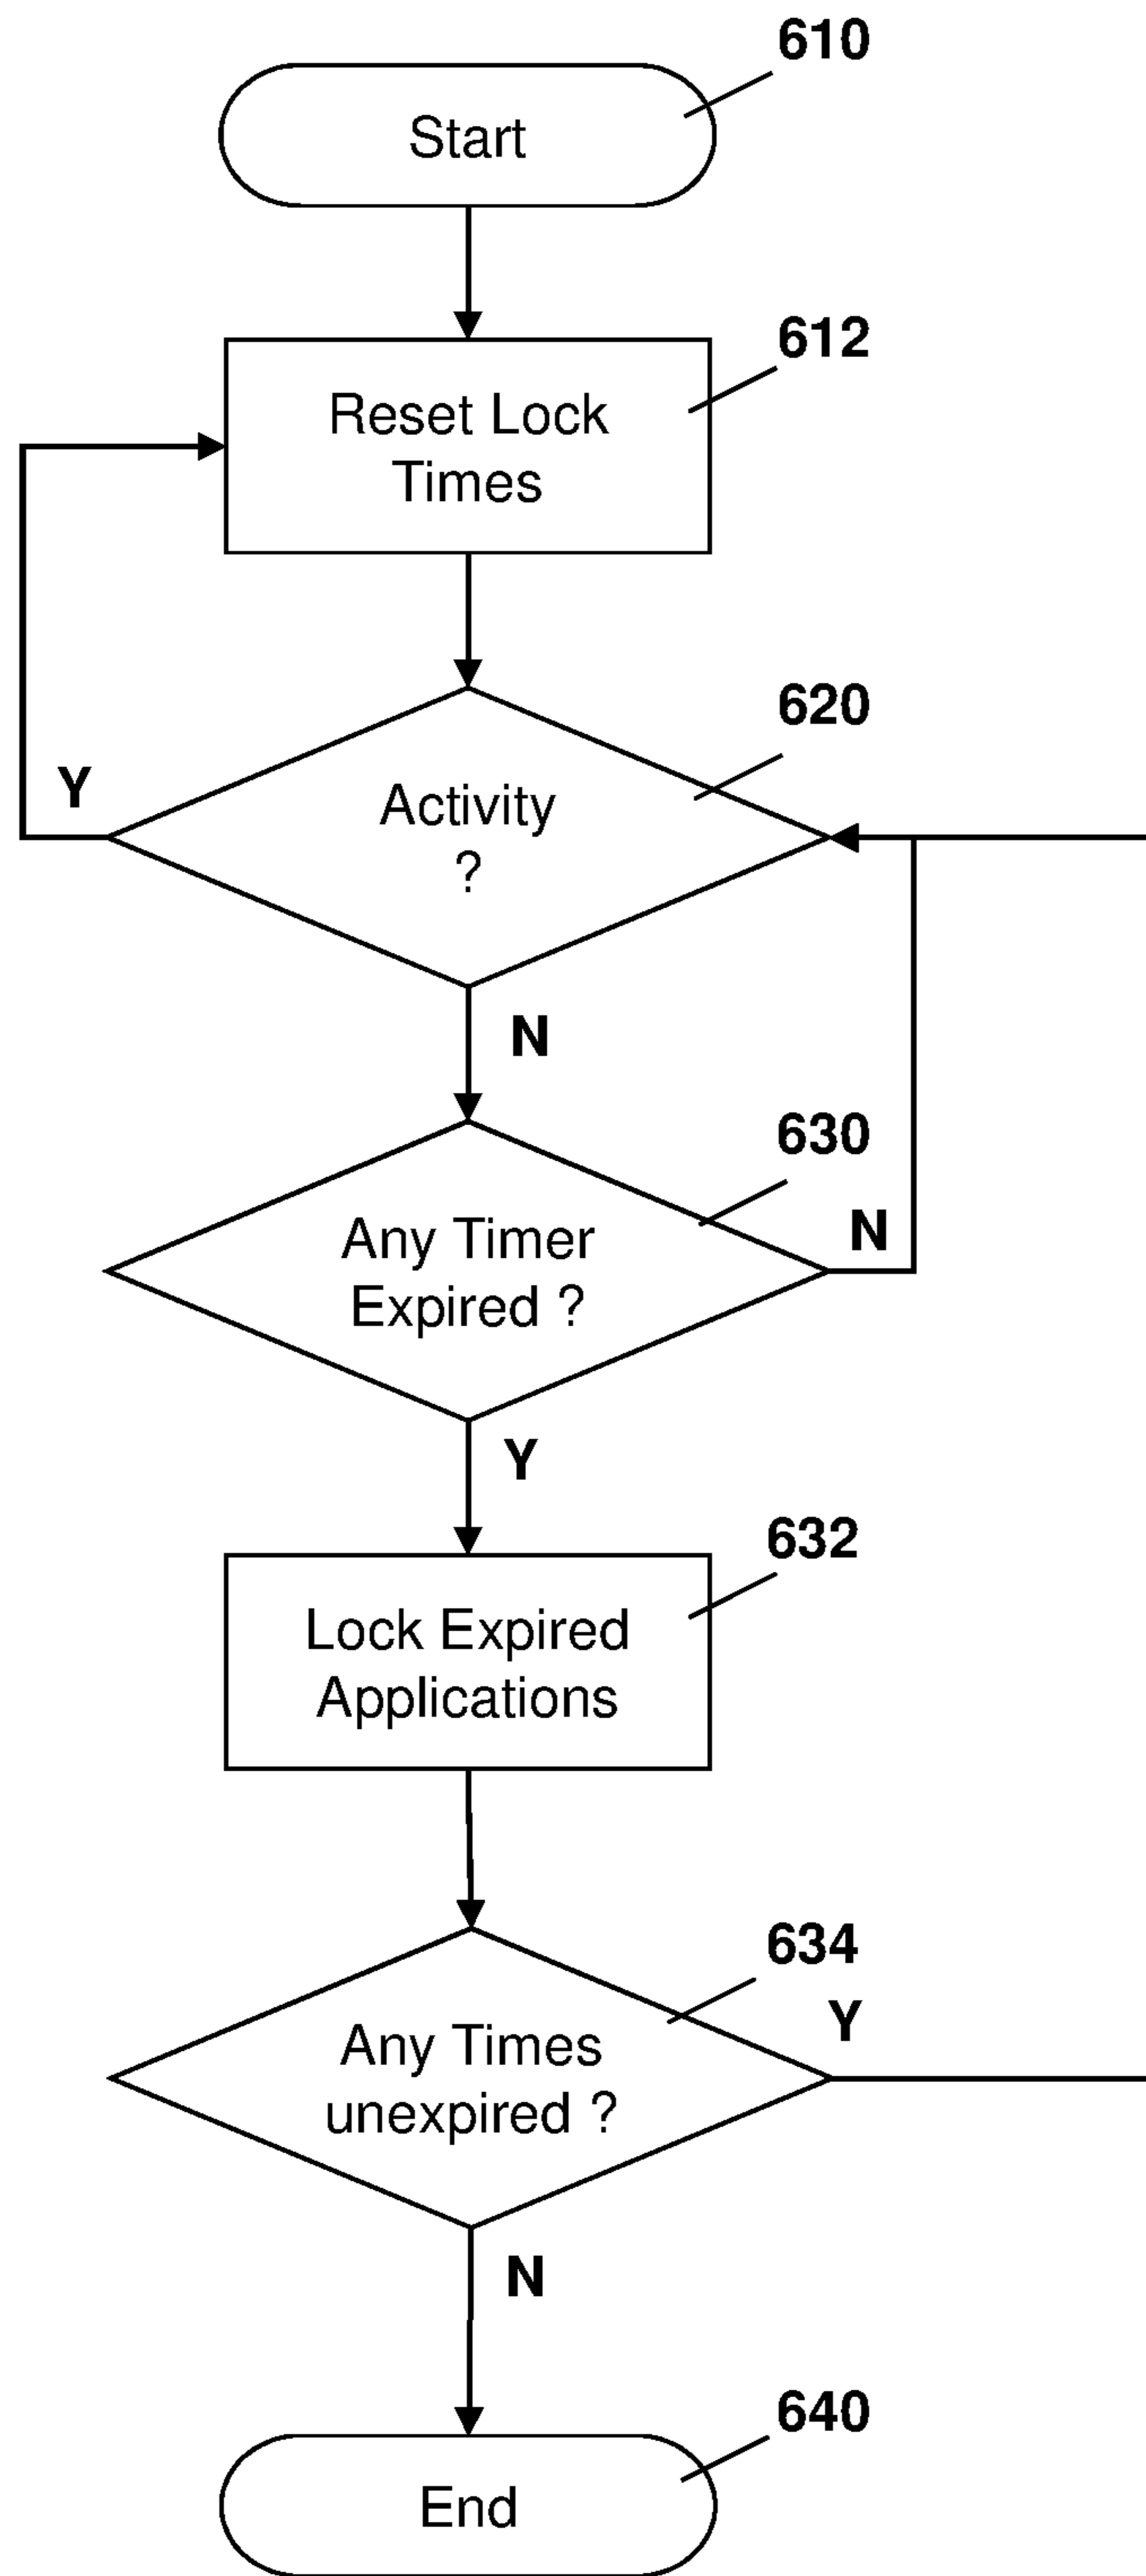 610
Start
612
Reset Lock
Times
620
Activity
?
Y
N
630
Any Timer
Expired ?
N
Y
632
Lock Expired
Applications
634
Any Times
unexpired ?
Y
N
640
End